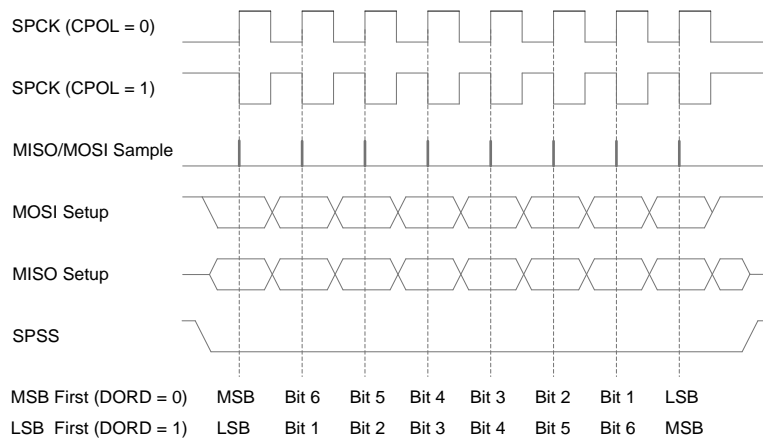 SPCK (CPOL = 0)
SPCK (CPOL = 1)
MISO/MOSI Sample
MOSI Setup
MISO Setup
SPSS
MSB First (DORD = 0) MSB Bit 6 Bit 5 Bit 4 Bit 3 Bit 2 Bit 1 LSB
LSB First (DORD = 1) LSB Bit 1 Bit 2 Bit 3 Bit 4 Bit 5 Bit 6 MSB